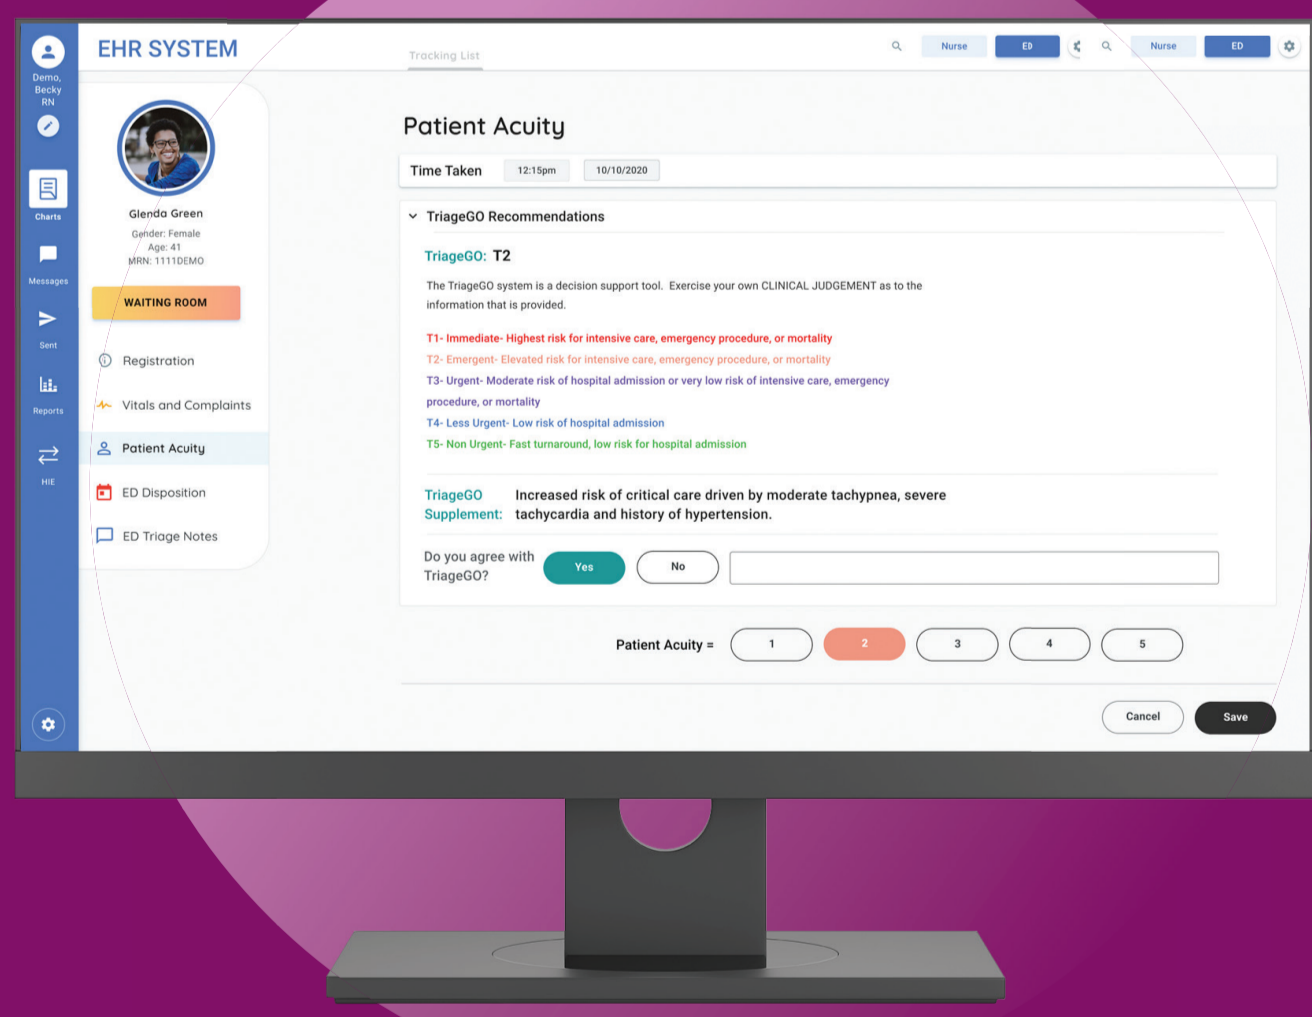 EHR SYSTEM
Tracking List
Nurse
ED
Nurse
ED
Demo,
Becky
RN
Charts
Messages
Sent
Reports
HIE
Glenda Green
Gender: Female
Age: 41
MRN: 1111DEMO
WAITING ROOM
Registration
Vitals and Complaints
Patient Acuity
ED Disposition
ED Triage Notes
Patient Acuity
Time Taken 12:15pm 10/10/2020
TriageGO Recommendations
TriageGO: T2
The TriageGO system is a decision support tool. Exercise your own CLINICAL JUDGEMENT as to the
information that is provided.
T1- Immediate- Highest risk for intensive care, emergency procedure, or mortality
T2- Emergent- Elevated risk for intensive care, emergency procedure, or mortality
T3- Urgent- Moderate risk of hospital admission or very low risk of intensive care, emergency
procedure, or mortality
T4- Less Urgent- Low risk of hospital admission
T5- Non Urgent- Fast turnaround, low risk for hospital admission
TriageGO Increased risk of critical care driven by moderate tachypnea, severe
Supplement: tachycardia and history of hypertension.
Do you agree with
TriageGO?
Yes
No
Patient Acuity = 1 2 3 4 5
Cancel
Save